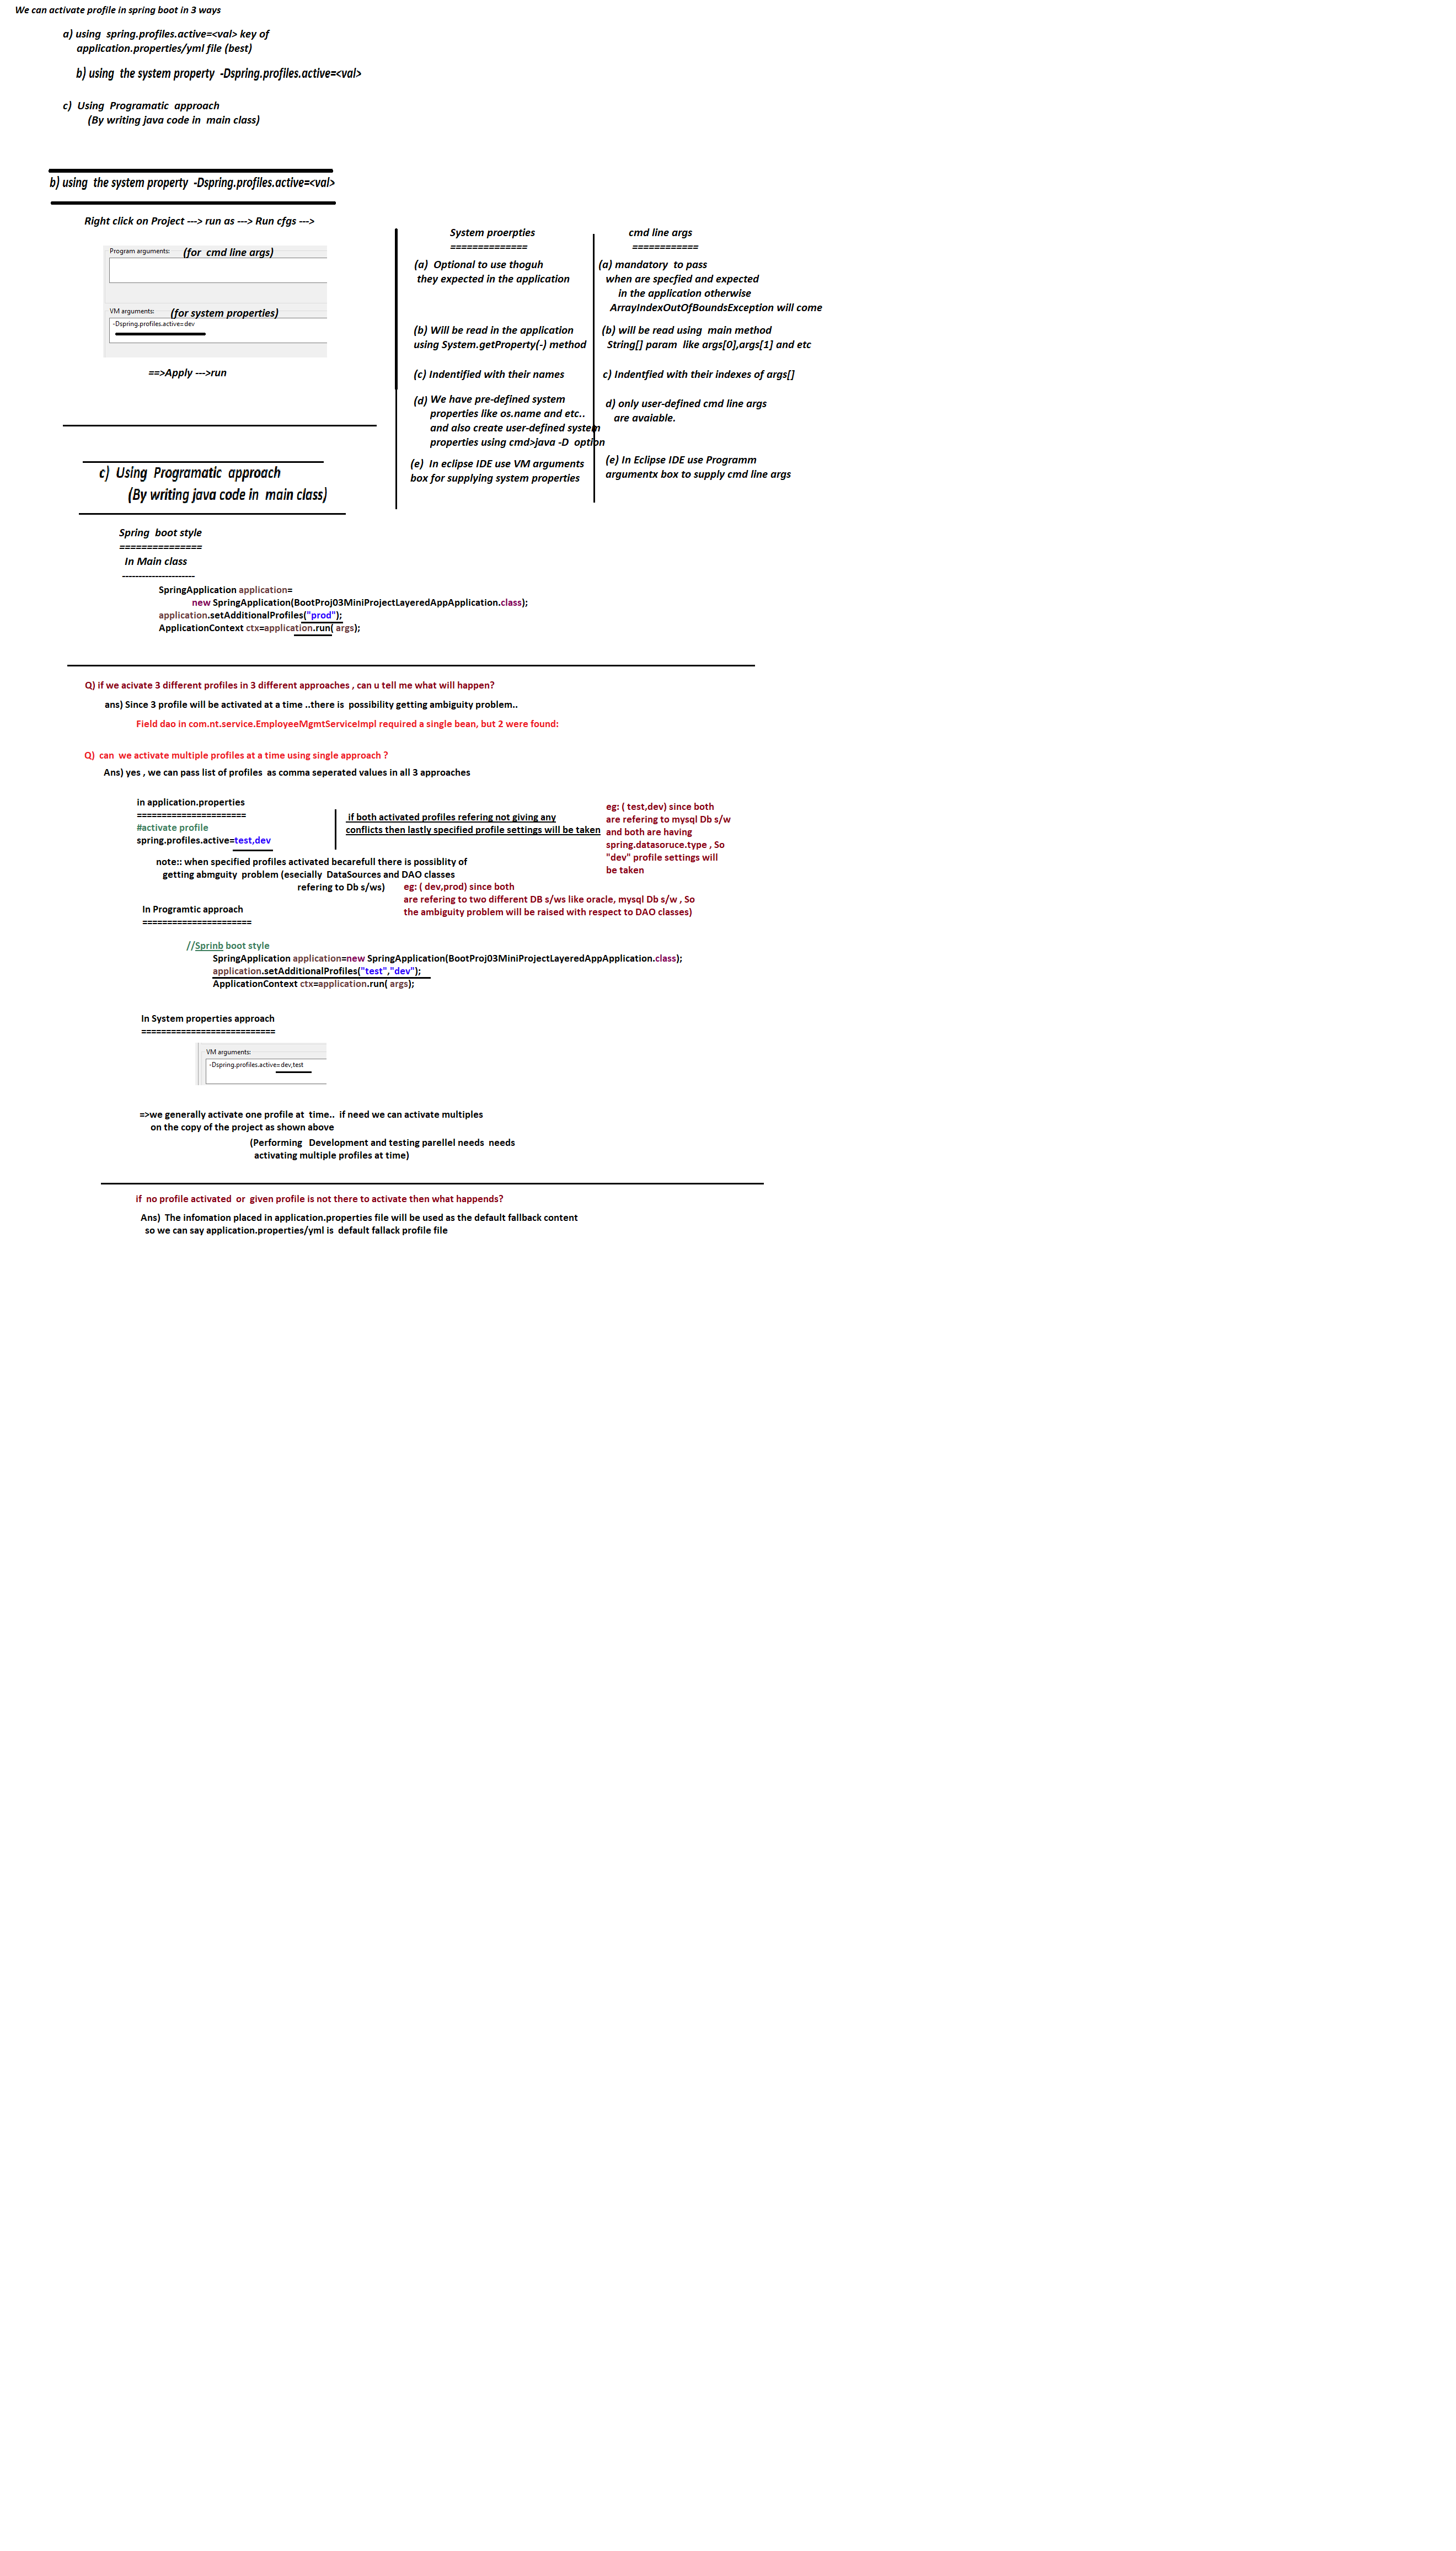 We can activate profile in spring boot in 3 ways
a) using  spring.profiles.active=<val> key of
application.properties/yml file (best)
b) using  the system property  -Dspring.profiles.active=<val>
c)  Using  Programatic  approach
(By writing java code in  main class)
b) using  the system property  -Dspring.profiles.active=<val>
Right click on Project ---> run as ---> Run cfgs --->
Program arguments:    (for  cmd line args)
VM arguments:    (for system properties)
-Dspring.profiles.active=dev
==>Apply --->run
System proerpties
==============
(a)  Optional to use thoguh
they expected in the application
(b) Will be read in the application
using System.getProperty(-) method
(c) Indentified with their names
(d) We have pre-defined system
properties like os.name and etc..
and also create user-defined system
properties using cmd>java -D  option
(e)  In eclipse IDE use VM arguments
box for supplying system properties
cmd line args
============
(a) mandatory  to pass
when are specfied and expected
in the application otherwise
ArrayIndexOutOfBoundsException will come
(b) will be read using  main method
String[] param  like args[0],args[1] and etc
c) Indentfied with their indexes of args[]
d) only user-defined cmd line args
are avaiable.
(e) In Eclipse IDE use Programm
argumentx box to supply cmd line args
c)  Using  Programatic  approach
(By writing java code in  main class)
Spring  boot style
===============
In Main class
----------------------
SpringApplication application=
new SpringApplication(BootProj03MiniProjectLayeredAppApplication.class);
application.setAdditionalProfiles("prod");
ApplicationContext ctx=application.run( args);
Q) if we acivate 3 different profiles in 3 different approaches , can u tell me what will happen?
ans) Since 3 profile will be activated at a time ..there is  possibility getting ambiguity problem..
Field dao in com.nt.service.EmployeeMgmtServiceImpl required a single bean, but 2 were found:
Q)  can  we activate multiple profiles at a time using single approach ?
Ans) yes , we can pass list of profiles  as comma seperated values in all 3 approaches
in application.properties
======================
#activate profile
spring.profiles.active=test,dev
if both activated profiles refering not giving any
conflicts then lastly specified profile settings will be taken
eg: ( test,dev) since both
are refering to mysql Db s/w
and both are having
spring.datasoruce.type , So
"dev" profile settings will
be taken
note:: when specified profiles activated becarefull there is possiblity of
getting abmguity  problem (esecially  DataSources and DAO classes
refering to Db s/ws)
eg: ( dev,prod) since both
are refering to two different DB s/ws like oracle, mysql Db s/w , So
the ambiguity problem will be raised with respect to DAO classes)
In Programtic approach
======================
//Sprinb boot style
SpringApplication application=new SpringApplication(BootProj03MiniProjectLayeredAppApplication.class);
application.setAdditionalProfiles("test","dev");
ApplicationContext ctx=application.run( args);
In System properties approach
===========================
VM arguments:
-Dspring.profiles.active=dev,test
=>we generally activate one profile at  time..  if need we can activate multiples
on the copy of the project as shown above
(Performing   Development and testing parellel needs  needs
activating multiple profiles at time)
if  no profile activated  or  given profile is not there to activate then what happends?
Ans)  The infomation placed in application.properties file will be used as the default fallback content
so we can say application.properties/yml is  default fallack profile file